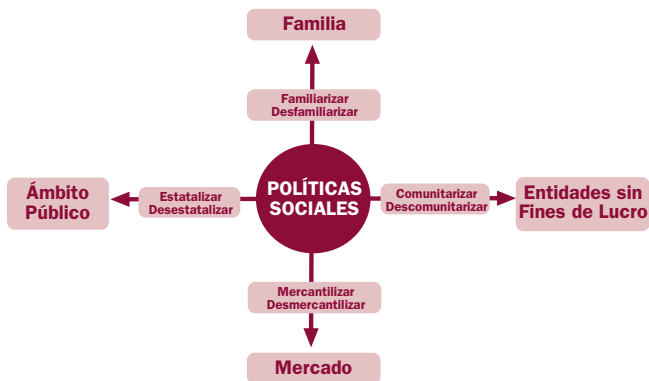 Familia
Familiarizar
Desfamiliarizar
Ámbito
Público
Estatalizar
Desestatalizar
POLÍTICAS
SOCIALES
Comunitarizar
Descomunitarizar
Entidades sin
Fines de Lucro
Mercantilizar
Desmercantilizar
Mercado